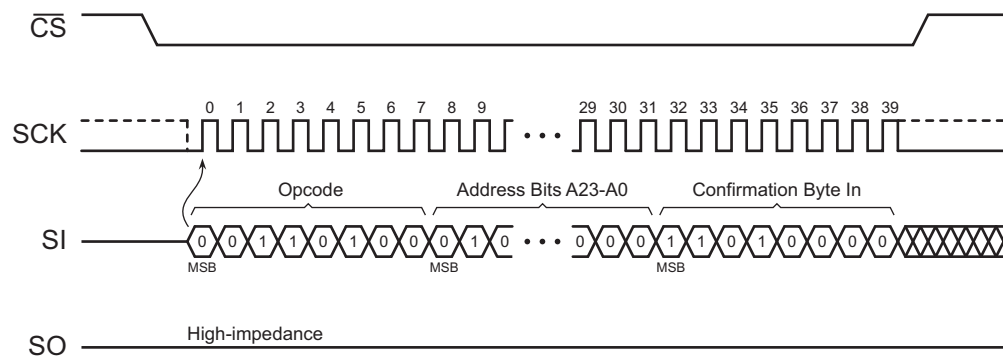 CS
0 1 2 3 4 5 6 7 8 9 29 30 31 32 33 34 35 36 37 38 39
SCK
Opcode Address Bits A23-A0 Confirmation Byte In
SI 0 0 1 1 0 1 0 0 0 1 0 0 0 0 1 1 0 1 0 0 0 0
MSB MSB MSB
High-impedance
SO